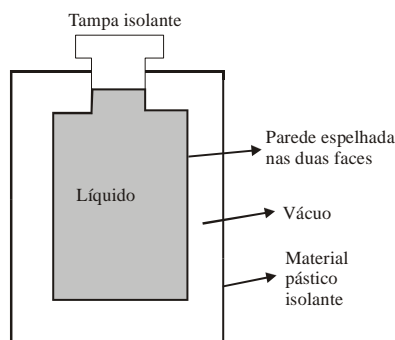 Tampa isolante
Parede espelhada
nas duas faces
Líquido
Vácuo
Material
pástico
isolante